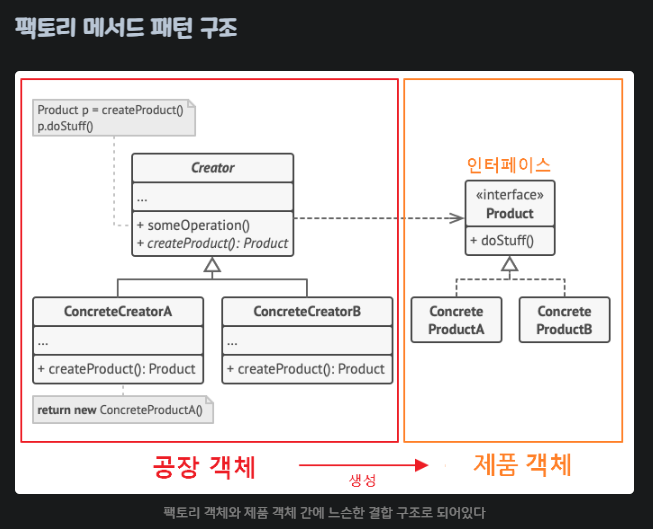 팩토리 메서드 패턴 구조
Product p = createProduct()
p.doStuff()
Creator
...
+ someOperation()
+ createProduct(): Product
인터페이스
«interface»
Product
+ doStuff()
ConcreteCreatorA
...
+ createProduct(): Product
ConcreteCreatorB
...
+ createProduct(): Product
Concrete
ProductA
Concrete
ProductB
return new ConcreteProductA()
공장 객체
생성
제품 객체
팩토리 객체와 제품 객체 간에 느슨한 결합 구조로 되어있다